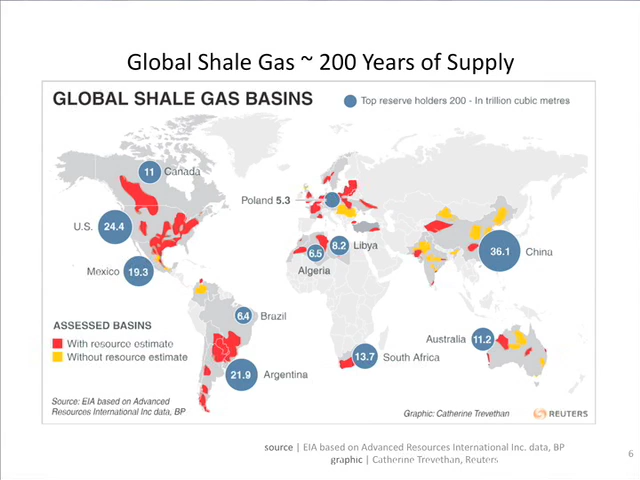 Global Shale Gas ~ 200 Years of Supply
GLOBAL SHALE GAS BASINS
Top reserve holders 200 - In trillion cubic metres
11 Canada
Poland 5.3
U.S. 24.4
8.2 Libya
6.5
Algeria
36.1 China
Mexico 19.3
6.4 Brazil
ASSESSED BASINS
With resource estimate
Without resource estimate
Australia 11.2
13.7 South Africa
21.9 Argentina
Source: EIA based on Advanced
Resources International Inc data, BP
Graphic: Catherine Trevethan
REUTERS
source | EIA based on Advanced Resources International Inc. data, BP
graphic | Catherine Trevethan, Reuters
6